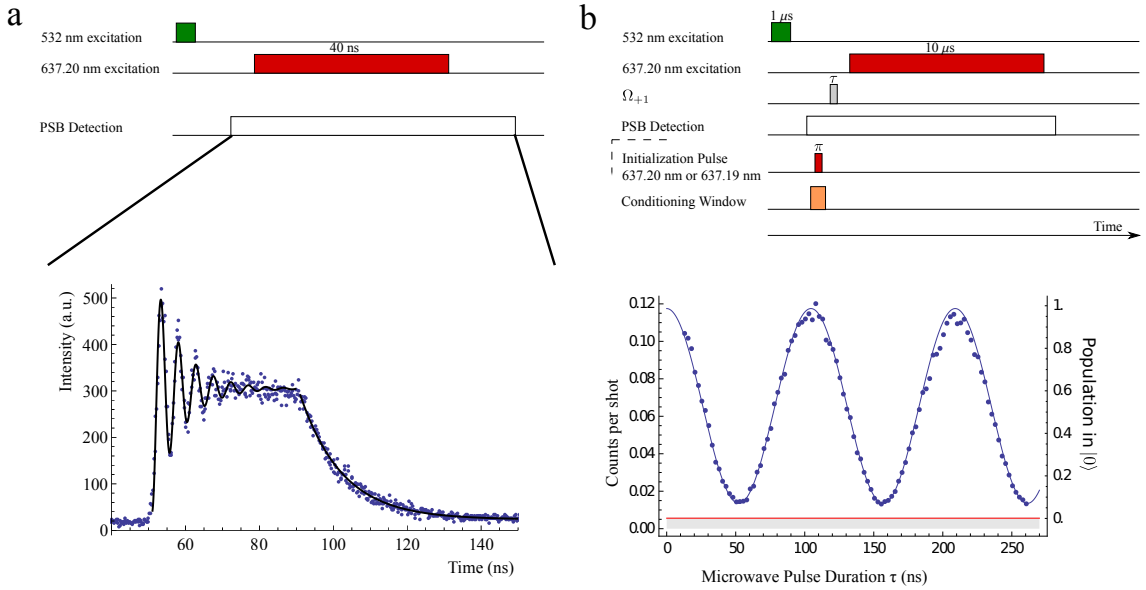 a
532 nm excitation
637.20 nm excitation
40 ns
PSB Detection
Intensity (a.u.)
500
400
300
200
100
0
60 80 100 120 140
Time (ns)
b
1 μs
532 nm excitation
10 μs
637.20 nm excitation
τ
Ω+1
PSB Detection
π
Initialization Pulse
637.20 nm or 637.19 nm
Conditioning Window
Time
Counts per shot
0.12
0.10
0.08
0.06
0.04
0.02
0.00
1.
0.8
0.6
0.4
0.2
0.
Population in |0⟩
0 50 100 150 200 250
Microwave Pulse Duration τ (ns)